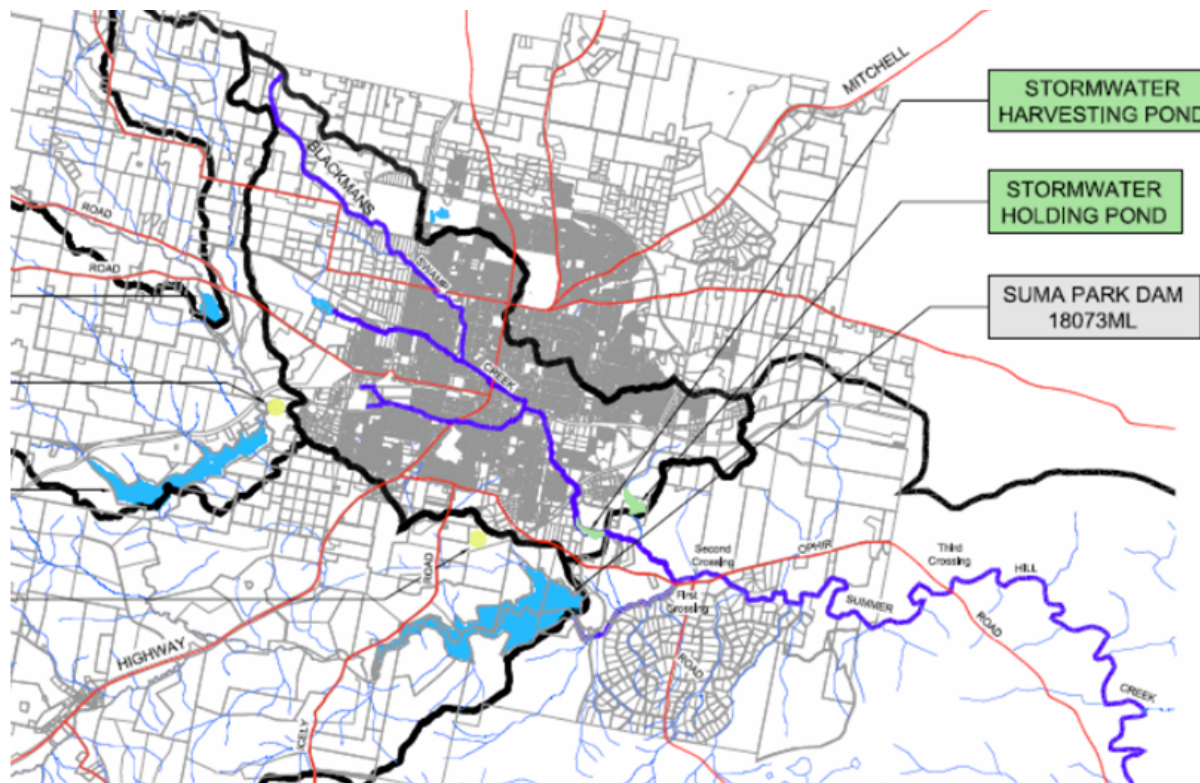 MITCHELL
STORMWATER
HARVESTING POND
BLACKMANS
STORMWATER
HOLDING POND
ROAD
ROAD
SWAMP
SUMA PARK DAM
18073ML
CREEK
Second
Crossing
OPHIR
Third
Crossing
HILL
ROAD
First
Crossing
SUMMER
ROAD
HIGHWAY
ROAD
CREEK
ICELY